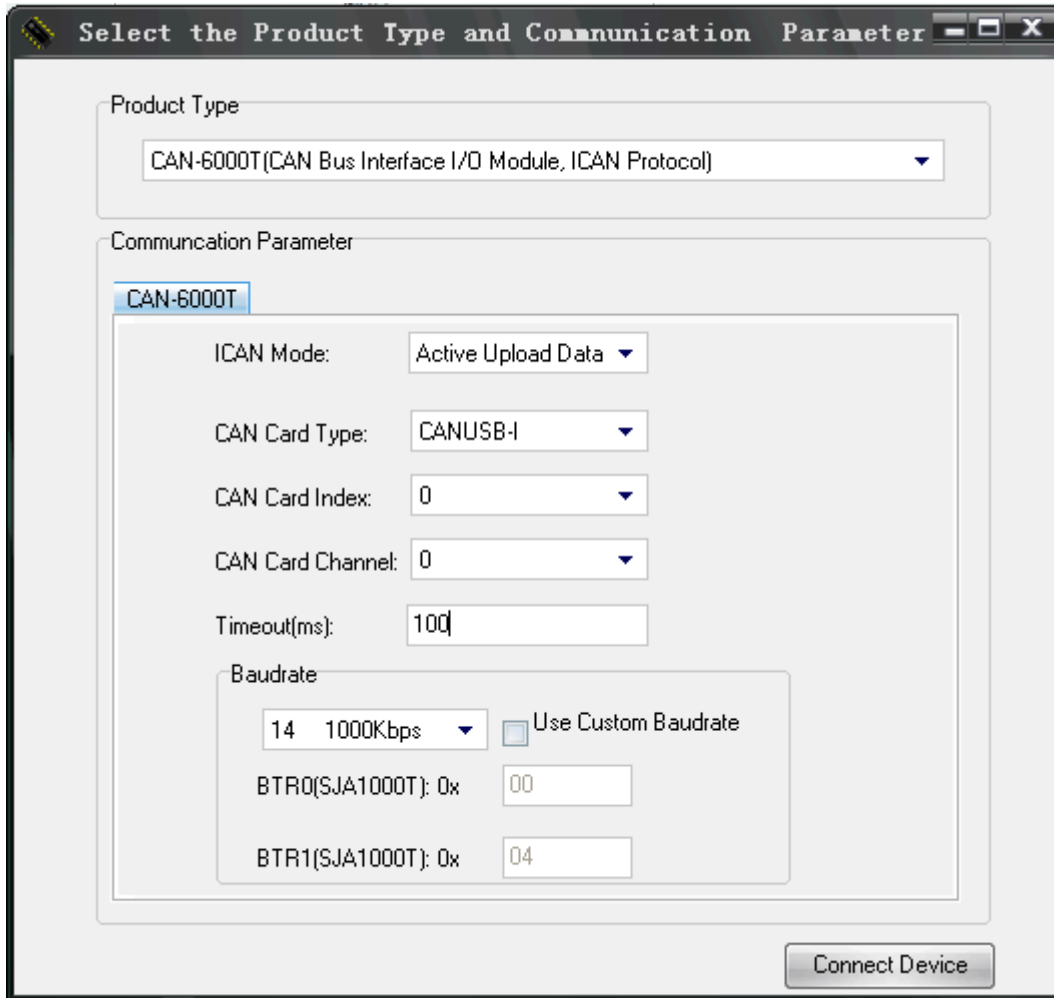 Select the Product Type and Commnunication Parameter
Product Type
CAN-6000T(CAN Bus Interface I/O Module, ICAN Protocol)
Communcation Parameter
CAN-6000T
ICAN Mode: Active Upload Data
CAN Card Type: CANUSB-I
CAN Card Index: 0
CAN Card Channel: 0
Timeout(ms): 100
Baudrate
14 1000Kbps Use Custom Baudrate
BTR0(SJA1000T): 0x 00
BTR1(SJA1000T): 0x 04
Connect Device